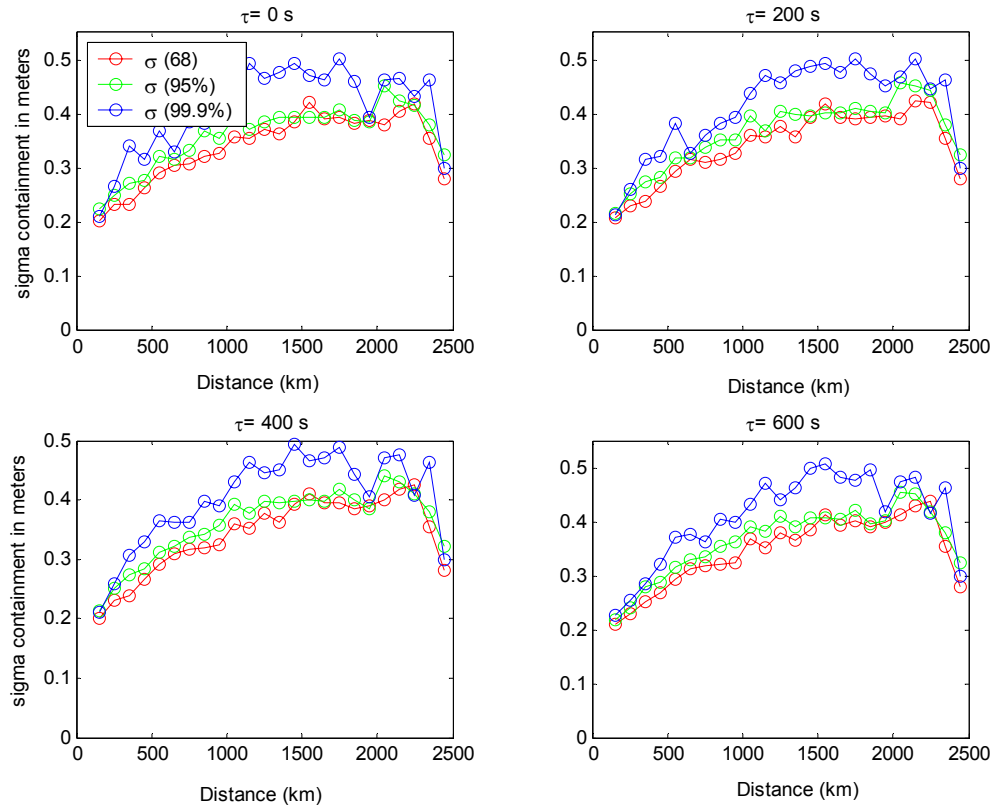 τ= 0 s
σ (68)
σ (95%)
σ (99.9%)
sigma containment in meters
0.5
0.4
0.3
0.2
0.1
0
0 500 1000 1500 2000 2500
Distance (km)
τ= 200 s
0.5
0.4
0.3
0.2
0.1
0
0 500 1000 1500 2000 2500
Distance (km)
τ= 400 s
sigma containment in meters
0.5
0.4
0.3
0.2
0.1
0
0 500 1000 1500 2000 2500
Distance (km)
τ= 600 s
0.5
0.4
0.3
0.2
0.1
0
0 500 1000 1500 2000 2500
Distance (km)